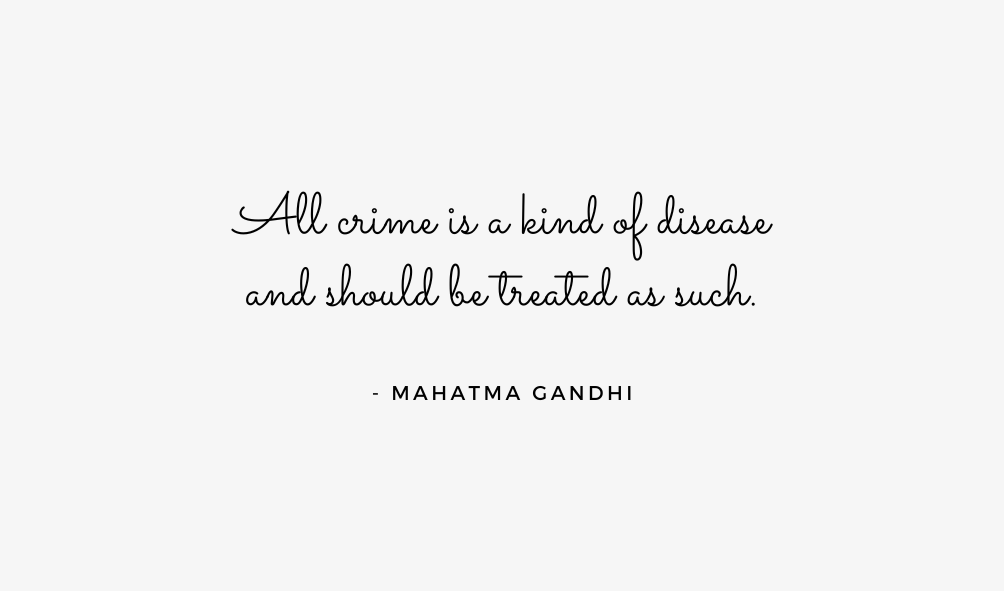 All crime is a kind of disease
and should be treated as such.
- MAHATMA GANDHI